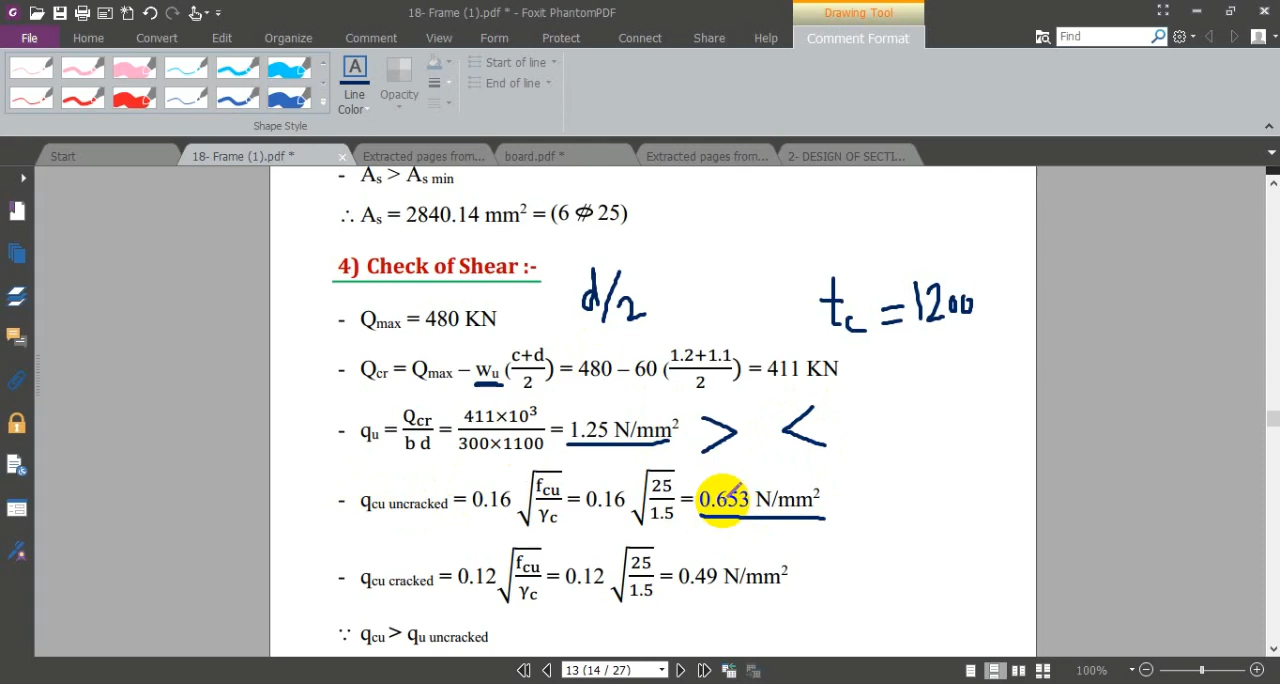 18- Frame (1).pdf * - Foxit PhantomPDF
Drawing Tool
File Home Convert Edit Organize Comment View Form Protect Connect Share Help Comment Format
Find
Start of line
End of line
Line Color
Opacity
Shape Style
Start
18- Frame (1).pdf *
Extracted pages from...
board.pdf *
Extracted pages from...
2- DESIGN OF SECTI...
- As > As min
∴ As = 2840.14 mm² = (6 ∅ 25)
4) Check of Shear :-
d/2
tc = 1200
- Qmax = 480 KN
- Qcr = Qmax – wu (c+d/2) = 480 – 60 (1.2+1.1/2) = 411 KN
- qu = Qcr/b d = 411×10³/300×1100 = 1.25 N/mm² > <
- qcu uncracked = 0.16 √fcu/γc = 0.16 √25/1.5 = 0.653 N/mm²
- qcu cracked = 0.12 √fcu/γc = 0.12 √25/1.5 = 0.49 N/mm²
∵ qcu > qu uncracked
13 (14 / 27)
100%